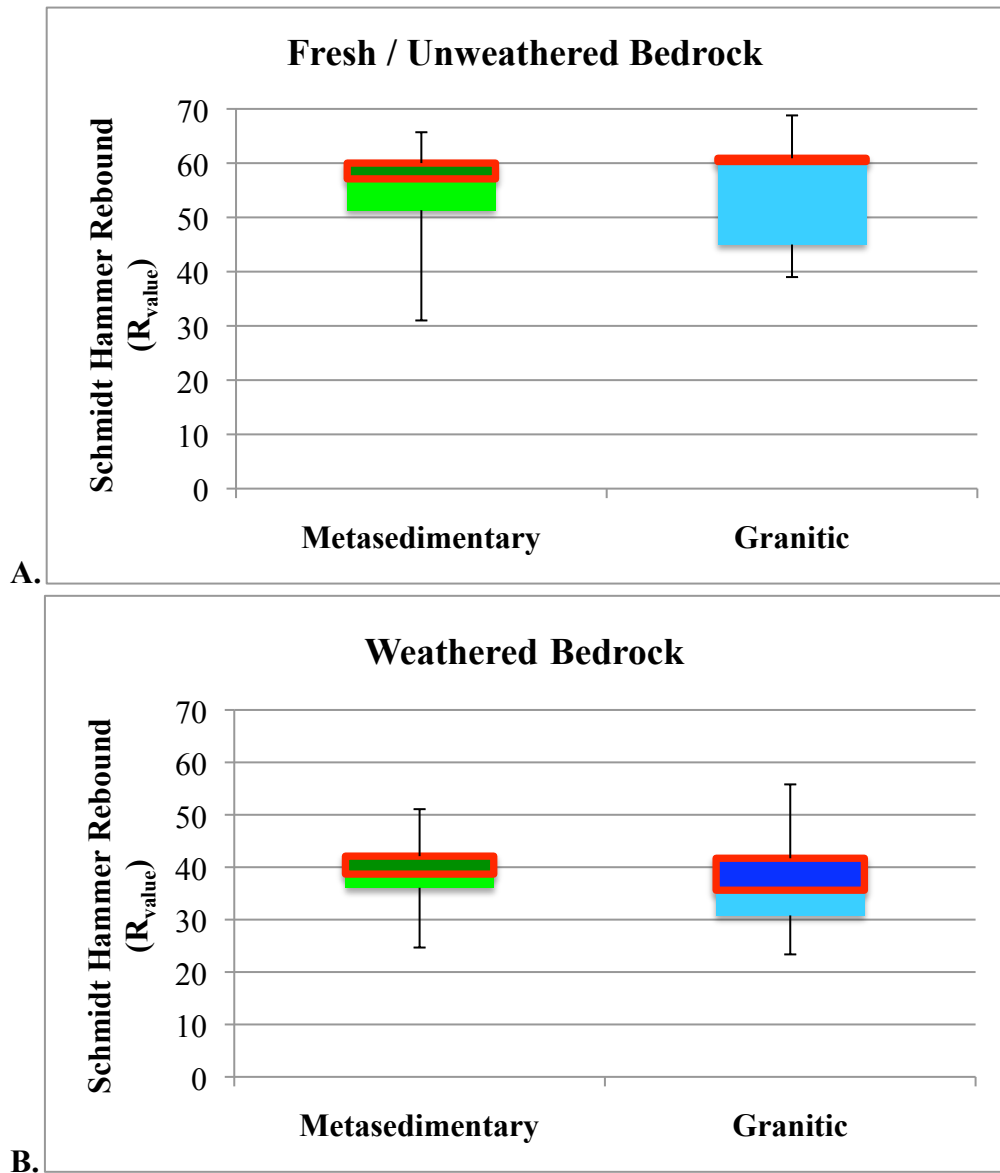 Fresh / Unweathered Bedrock
Schmidt Hammer Rebound
(Rvalue)
70
60
50
40
30
20
10
0
Metasedimentary
Granitic
A.
Weathered Bedrock
Schmidt Hammer Rebound
(Rvalue)
70
60
50
40
30
20
10
0
Metasedimentary
Granitic
B.